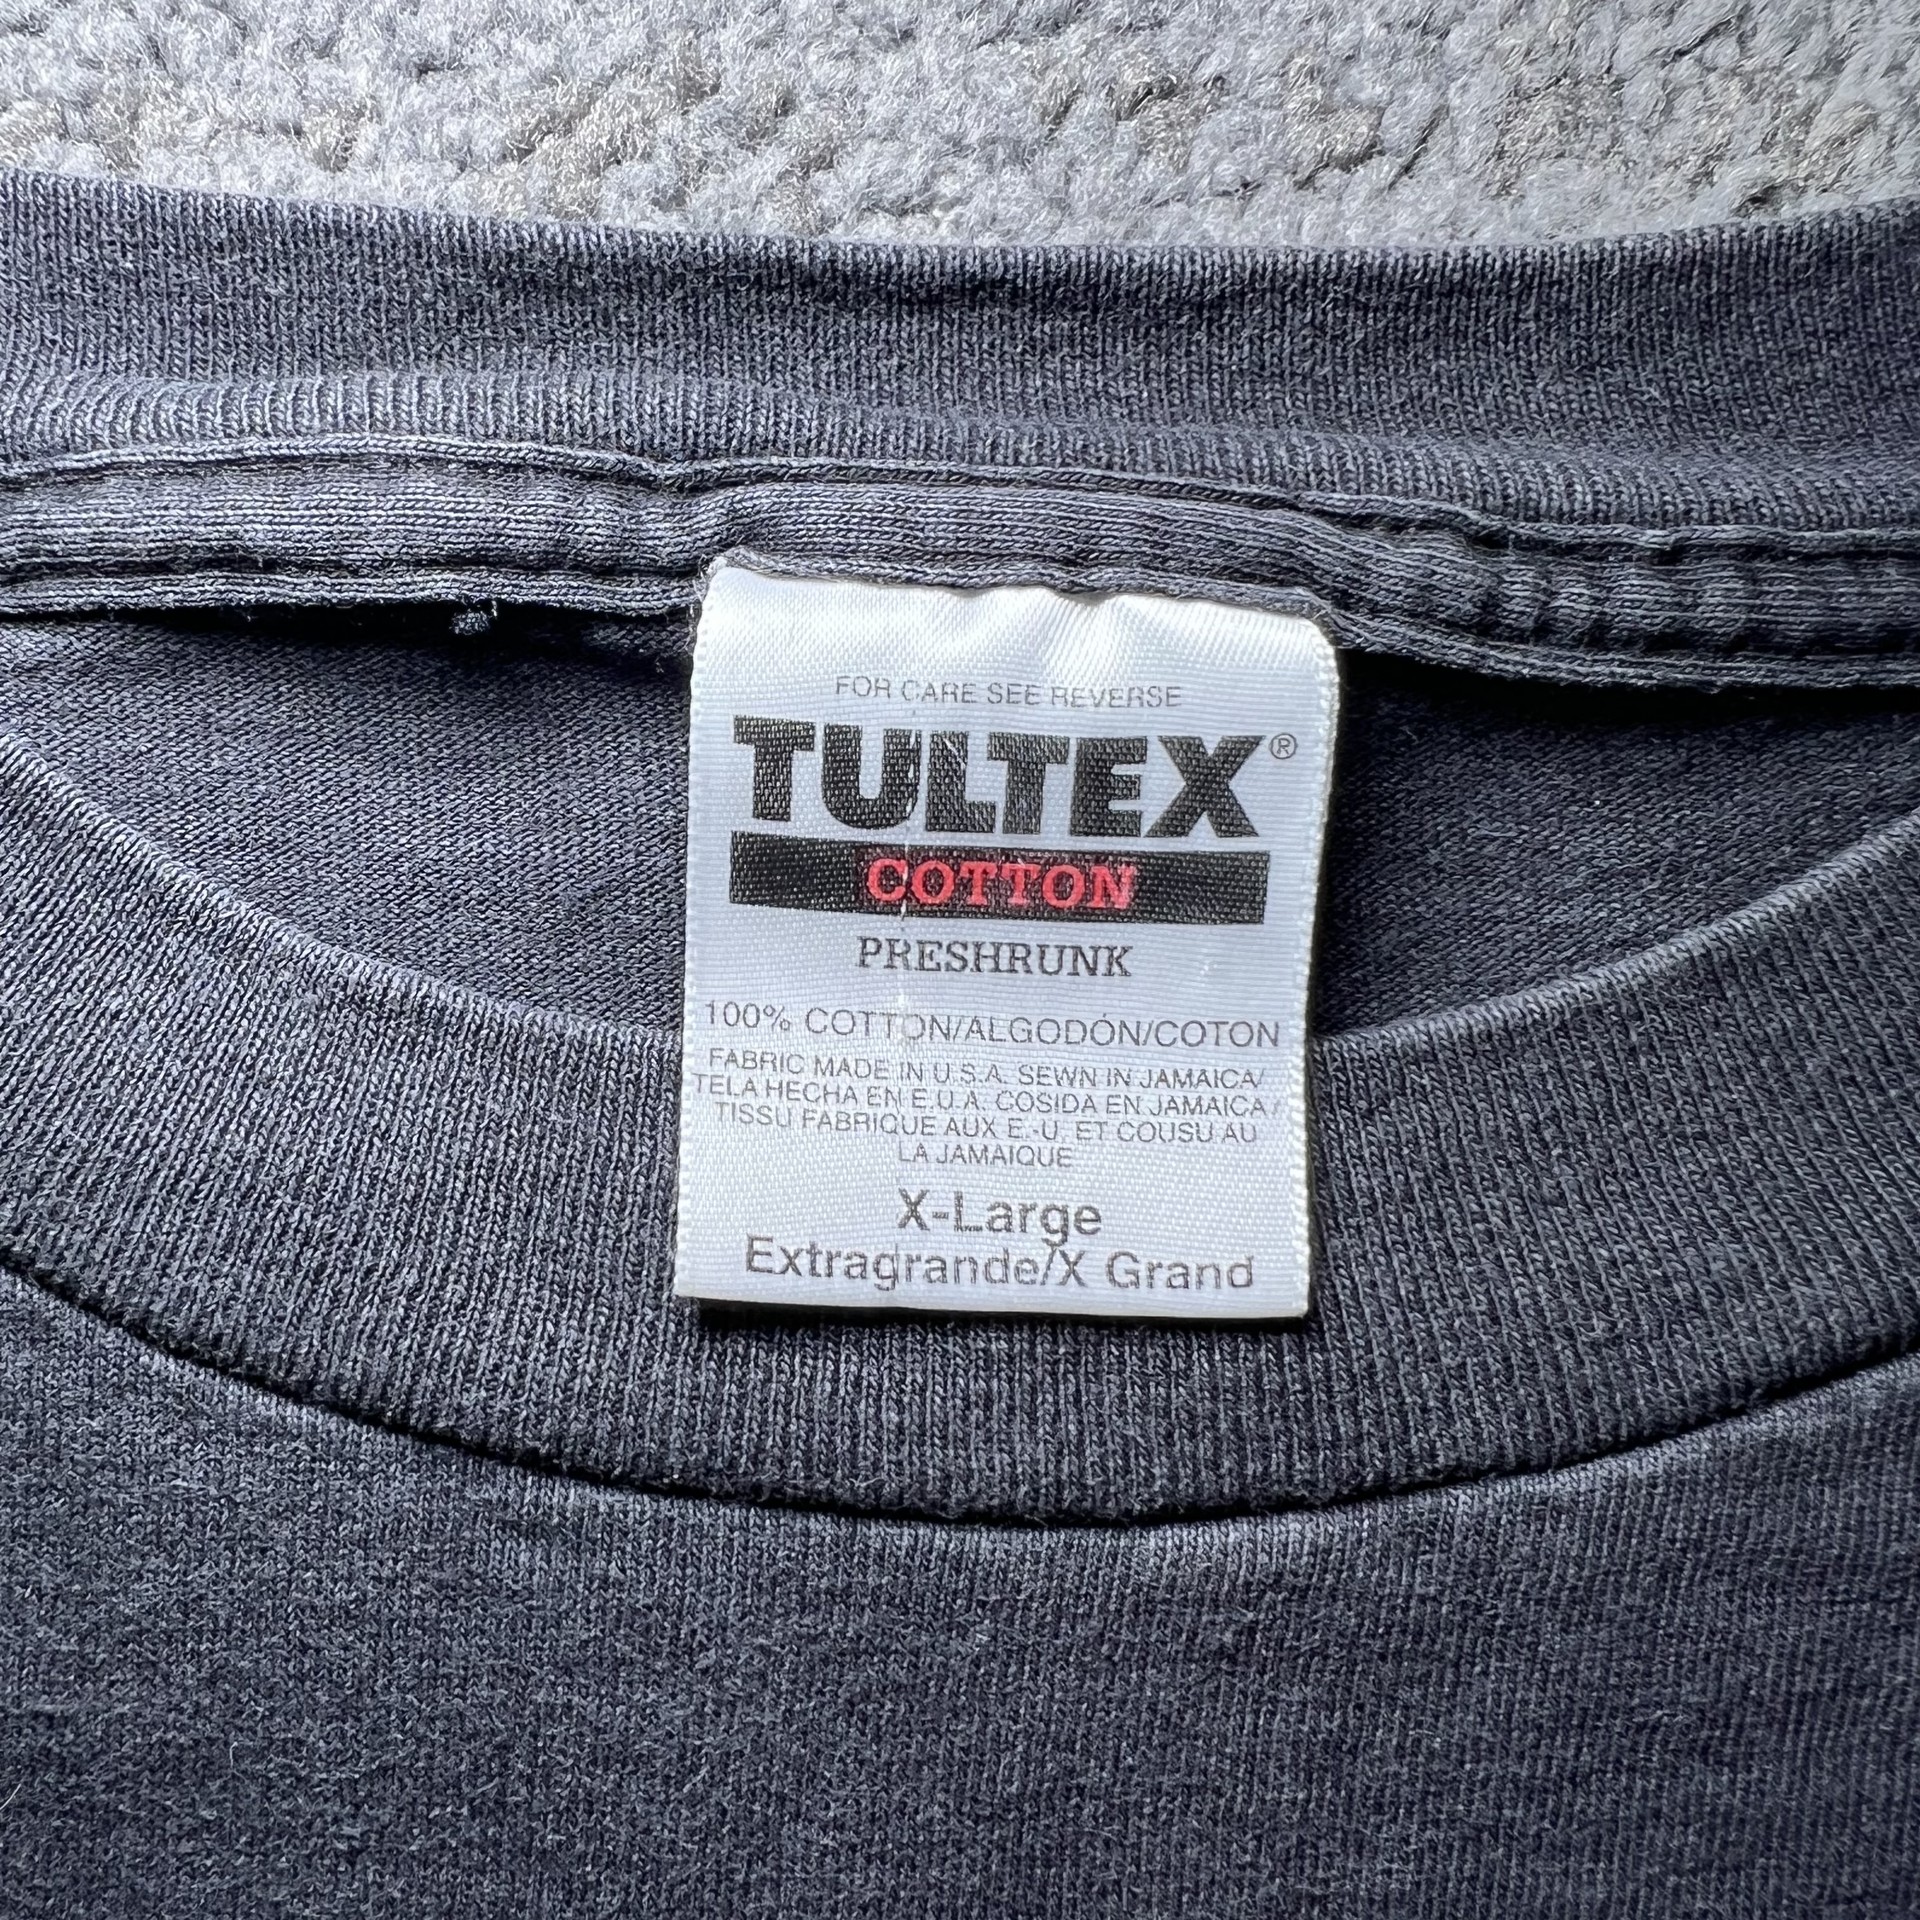 FOR CARE SEE REVERSE
TULTEX®
COTTON
PRESHRUNK
100% COTTON/ALGODÓN/COTON
FABRIC MADE IN U.S.A. SEWN IN JAMAICA/
TELA HECHA EN E.U.A. COSIDA EN JAMAICA/
TISSU FABRIQUE AUX E.-U. ET COUSU AU
LA JAMAIQUE
X-Large
Extragrande/X Grand